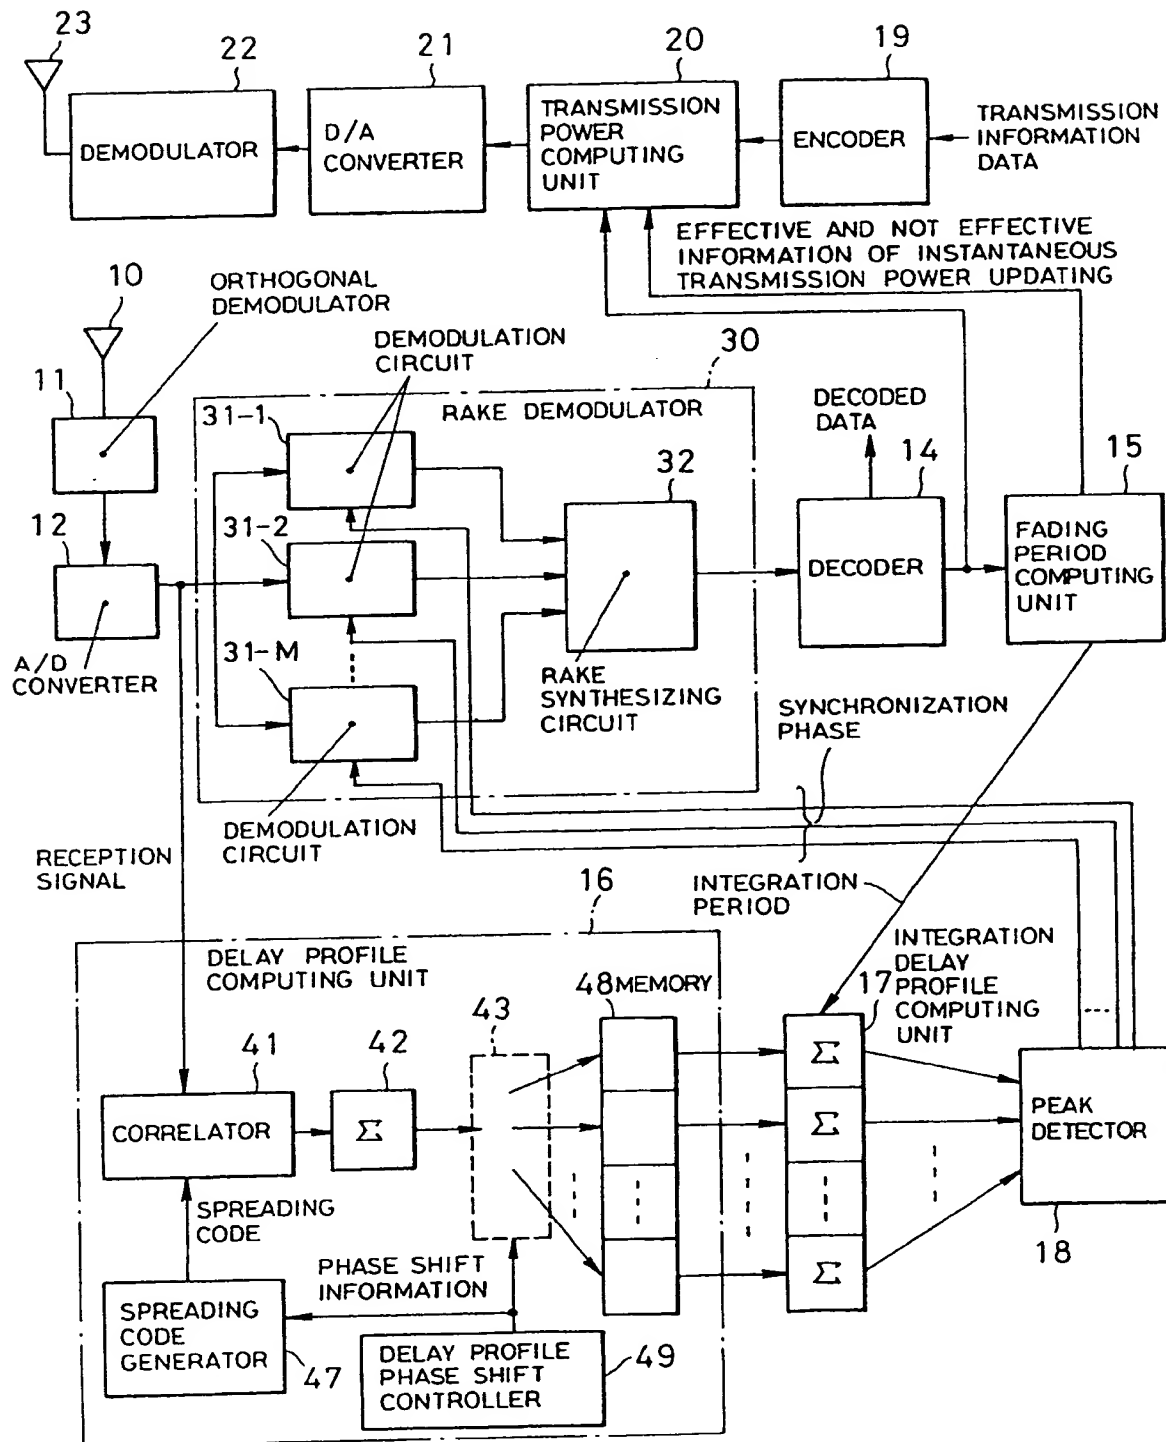 23
22
21
20
19
DEMODULATOR
D/A
CONVERTER
TRANSMISSION
POWER
COMPUTING
UNIT
ENCODER
TRANSMISSION
INFORMATION
DATA
EFFECTIVE AND NOT EFFECTIVE
INFORMATION OF INSTANTANEOUS
TRANSMISSION POWER UPDATING
10
ORTHOGONAL
DEMODULATOR
DEMODULATION
CIRCUIT
30
11
31-1
RAKE DEMODULATOR
DECODED
DATA
14
15
32
12
31-2
DECODER
FADING
PERIOD
COMPUTING
UNIT
A/D
CONVERTER
31-M
RAKE
SYNTHESIZING
CIRCUIT
SYNCHRONIZATION
PHASE
DEMODULATION
CIRCUIT
RECEPTION
SIGNAL
INTEGRATION
PERIOD
16
DELAY PROFILE
COMPUTING UNIT
INTEGRATION
DELAY
PROFILE
COMPUTING
UNIT
17
48 MEMORY
43
41
42
CORRELATOR
Σ
Σ
Σ
Σ
PEAK
DETECTOR
18
SPREADING
CODE
PHASE SHIFT
INFORMATION
SPREADING
CODE
GENERATOR
47
DELAY PROFILE
PHASE SHIFT
CONTROLLER
49